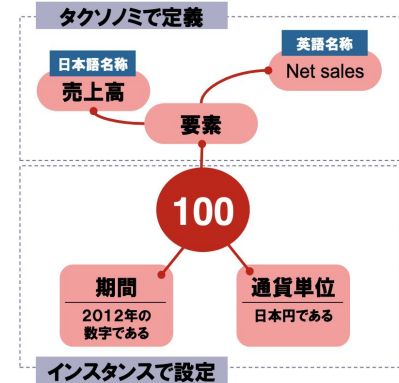 タクソノミで定義
英語名称
日本語名称
Net sales
売上高
要素
100
期間
2012年の
数字である
通貨単位
日本円である
インスタンスで設定